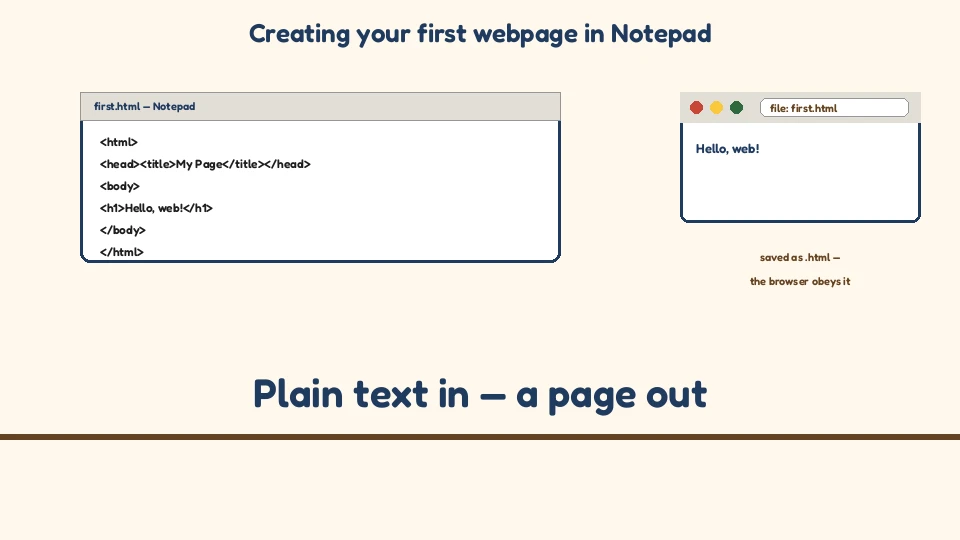 Creating your first webpage in Notepad
first.html — Notepad
<html>
<head><title>My Page</title></head>
<body>
<h1>Hello, web!</h1>
</body>
</html>
file: first.html
Hello, web!
saved as .html —
the browser obeys it
Plain text in — a page out